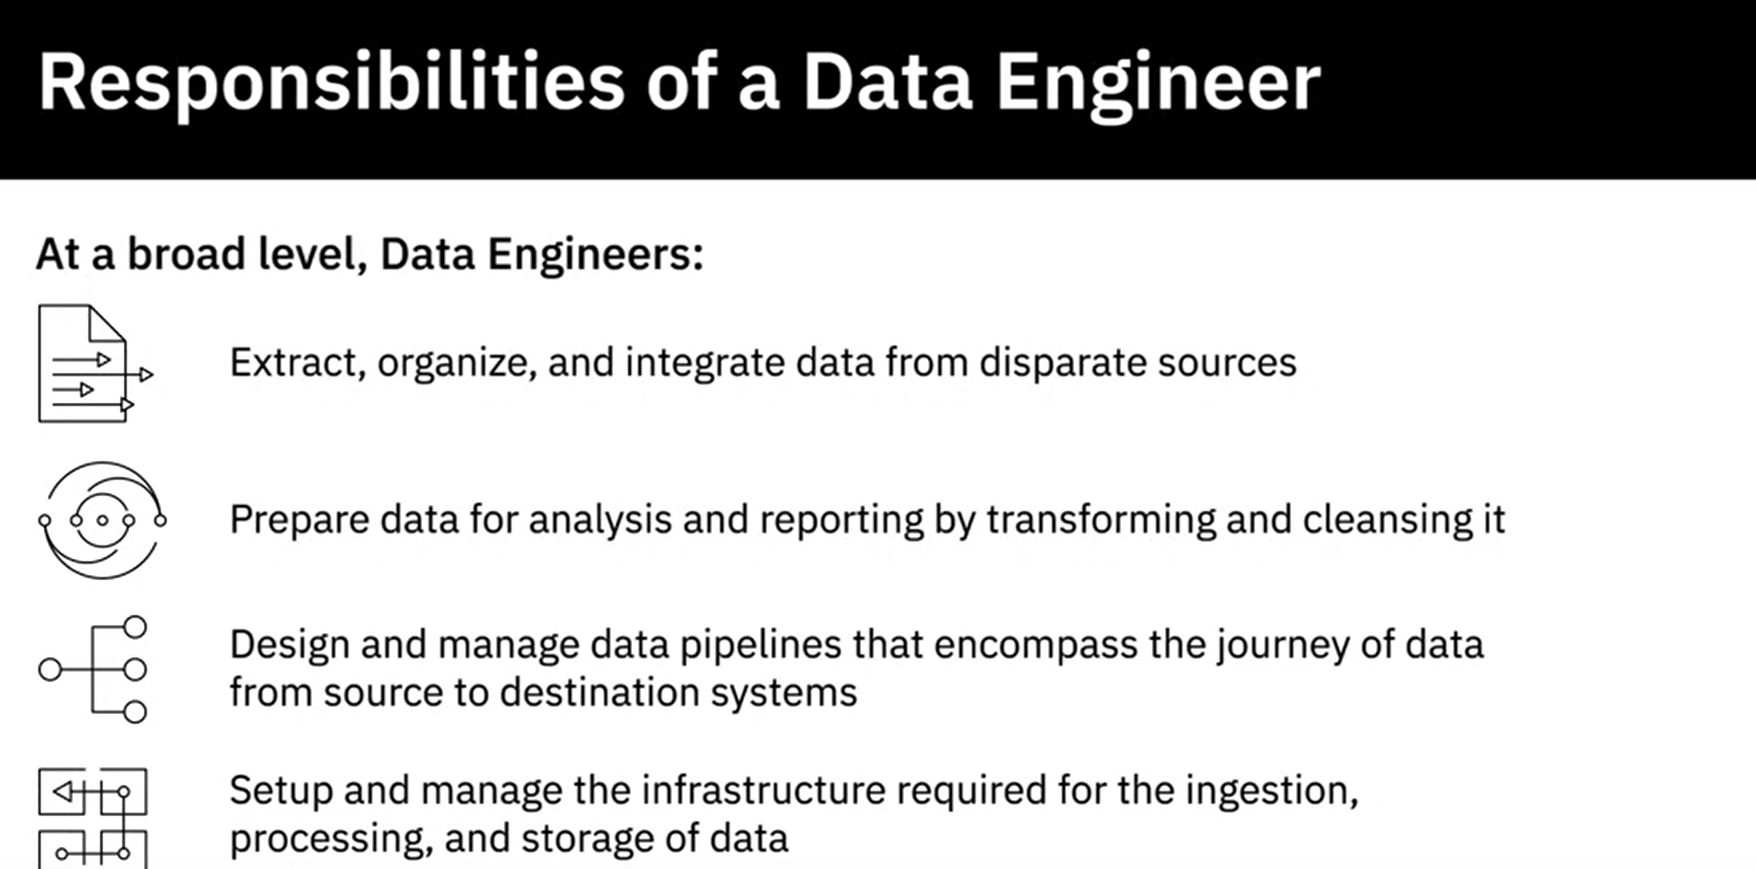 Responsibilities of a Data Engineer
At a broad level, Data Engineers:
Extract, organize, and integrate data from disparate sources
Prepare data for analysis and reporting by transforming and cleansing it
Design and manage data pipelines that encompass the journey of data
from source to destination systems
Setup and manage the infrastructure required for the ingestion,
processing, and storage of data